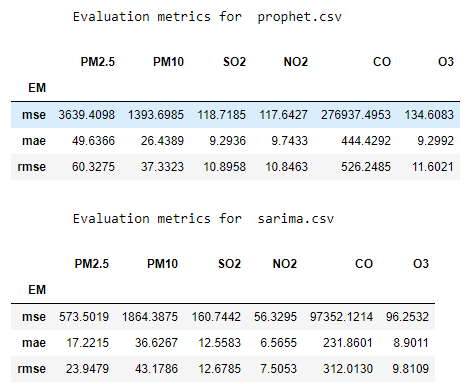 Evaluation metrics for  prophet.csv
PM2.5 PM10 SO2 NO2 CO O3
EM
mse 3639.4098 1393.6985 118.7185 117.6427 276937.4953 134.6083
mae 49.6366 26.4389 9.2936 9.7433 444.4292 9.2992
rmse 60.3275 37.3323 10.8958 10.8463 526.2485 11.6021
Evaluation metrics for  sarima.csv
PM2.5 PM10 SO2 NO2 CO O3
EM
mse 573.5019 1864.3875 160.7442 56.3295 97352.1214 96.2532
mae 17.2215 36.6267 12.5583 6.5655 231.8601 8.9011
rmse 23.9479 43.1786 12.6785 7.5053 312.0130 9.8109